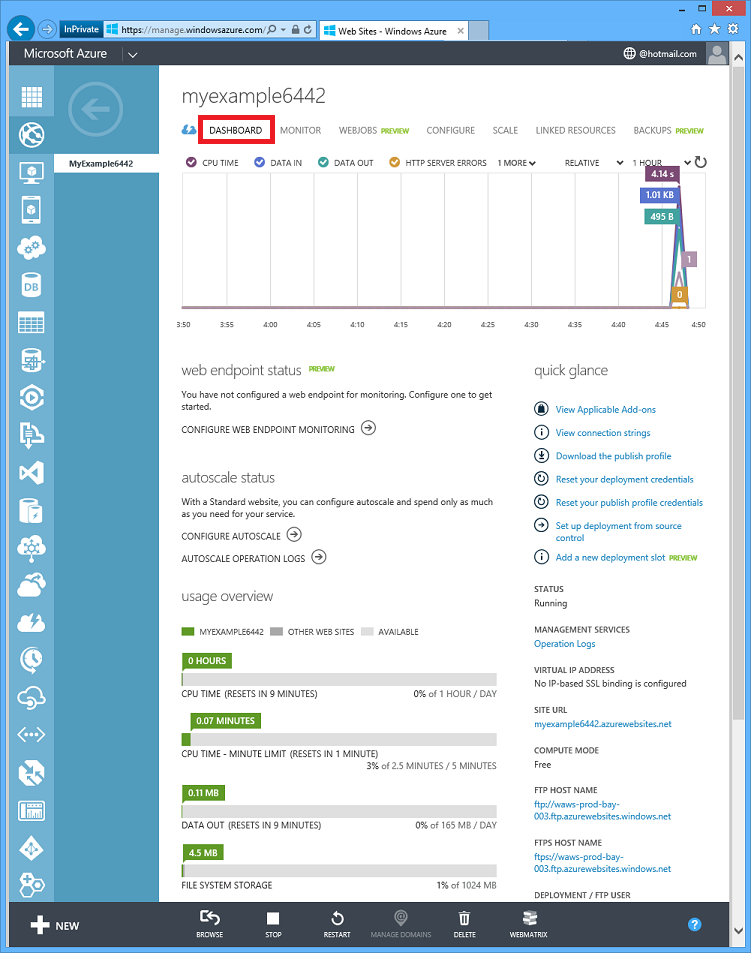 InPrivate
https://manage.windowsazure.com/
Web Sites - Windows Azure
Microsoft Azure
@hotmail.com
myexample6442
DASHBOARD
MONITOR
WEBJOBS PREVIEW
CONFIGURE
SCALE
LINKED RESOURCES
BACKUPS PREVIEW
MyExample6442
CPU TIME
DATA IN
DATA OUT
HTTP SERVER ERRORS
1 MORE
RELATIVE
1 HOUR
4.14 s
1.01 KB
495 B
1
0
3:50 3:55 4:00 4:05 4:10 4:15 4:20 4:25 4:30 4:35 4:40 4:45 4:50
DB
web endpoint status PREVIEW
You have not configured a web endpoint for monitoring. Configure one to get
started.
CONFIGURE WEB ENDPOINT MONITORING
autoscale status
With a Standard website, you can configure autoscale and spend only as much
as you need for your service.
CONFIGURE AUTOSCALE
AUTOSCALE OPERATION LOGS
usage overview
MYEXAMPLE6442
OTHER WEB SITES
AVAILABLE
0 HOURS
CPU TIME (RESETS IN 9 MINUTES)
0% of 1 HOUR / DAY
0.07 MINUTES
CPU TIME - MINUTE LIMIT (RESETS IN 1 MINUTE)
3% of 2.5 MINUTES / 5 MINUTES
0.11 MB
DATA OUT (RESETS IN 9 MINUTES)
0% of 165 MB / DAY
4.5 MB
FILE SYSTEM STORAGE
1% of 1024 MB
quick glance
View Applicable Add-ons
View connection strings
Download the publish profile
Reset your deployment credentials
Reset your publish profile credentials
Set up deployment from source
control
Add a new deployment slot PREVIEW
STATUS
Running
MANAGEMENT SERVICES
Operation Logs
VIRTUAL IP ADDRESS
No IP-based SSL binding is configured
SITE URL
myexample6442.azurewebsites.net
COMPUTE MODE
Free
FTP HOST NAME
ftp://waws-prod-bay-
003.ftp.azurewebsites.windows.net
FTPS HOST NAME
ftps://waws-prod-bay-
003.ftp.azurewebsites.windows.net
DEPLOYMENT / FTP USER
NEW
BROWSE
STOP
RESTART
MANAGE DOMAINS
DELETE
WEBMATRIX
?